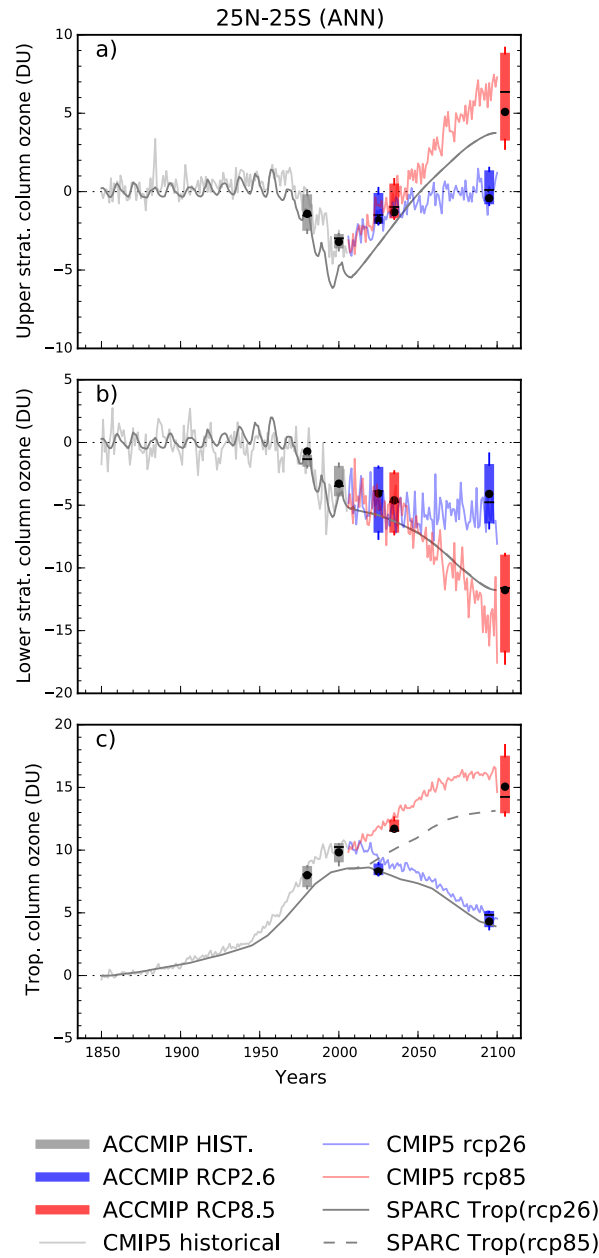 25N-25S (ANN)
a)
Upper strat. column ozone (DU)
10
5
0
−5
−10
b)
Lower strat. column ozone (DU)
5
0
−5
−10
−15
−20
c)
Trop. column ozone (DU)
20
15
10
5
0
−5
1850 1900 1950 2000 2050 2100
Years
ACCMIP HIST.
ACCMIP RCP2.6
ACCMIP RCP8.5
CMIP5 historical
CMIP5 rcp26
CMIP5 rcp85
SPARC Trop(rcp26)
SPARC Trop(rcp85)